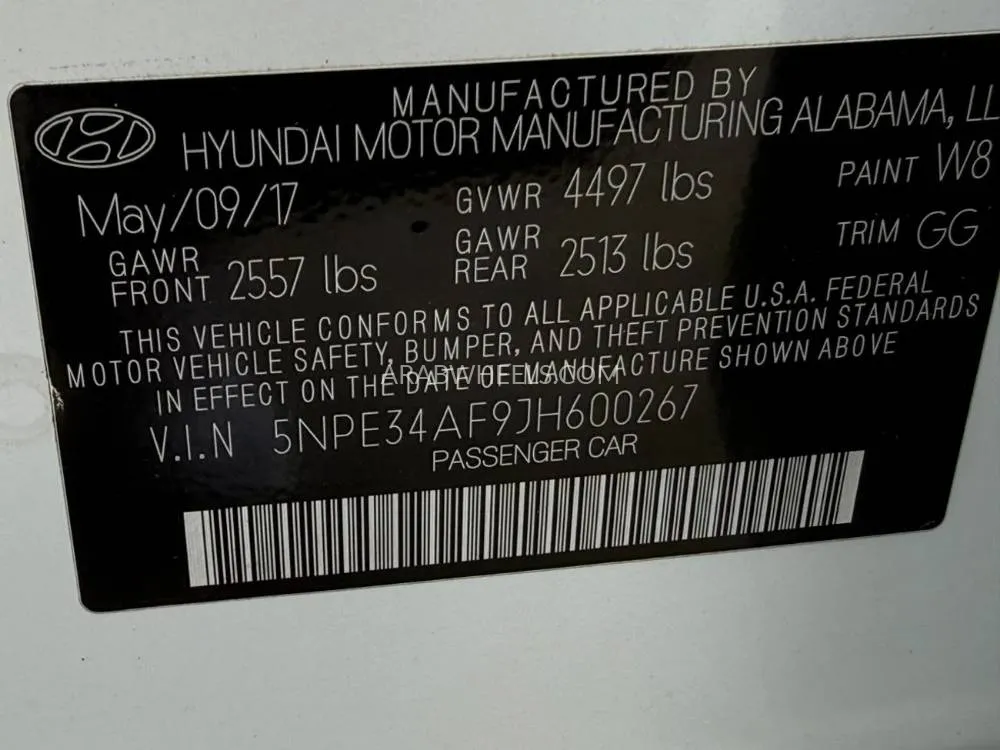 MANUFACTURED BY
HYUNDAI MOTOR MANUFACTURING ALABAMA, LL
May/09/17 GVWR 4497 lbs PAINT W8
GAWR FRONT 2557 lbs GAWR REAR 2513 lbs TRIM GG
THIS VEHICLE CONFORMS TO ALL APPLICABLE U.S.A. FEDERAL
MOTOR VEHICLE SAFETY, BUMPER, AND THEFT PREVENTION STANDARDS
IN EFFECT ON THE DATE OF MANUFACTURE SHOWN ABOVE
ARABWHEELS.COM
V.I.N 5NPE34AF9JH600267
PASSENGER CAR